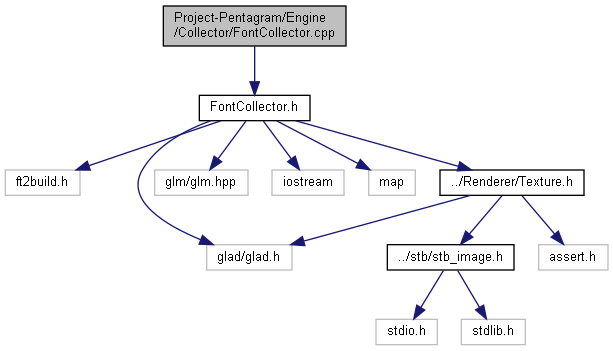 Project-Pentagram/Engine
/Collector/FontCollector.cpp
FontCollector.h
ft2build.h
glm/glm.hpp
iostream
map
../Renderer/Texture.h
glad/glad.h
../stb/stb_image.h
assert.h
stdio.h
stdlib.h